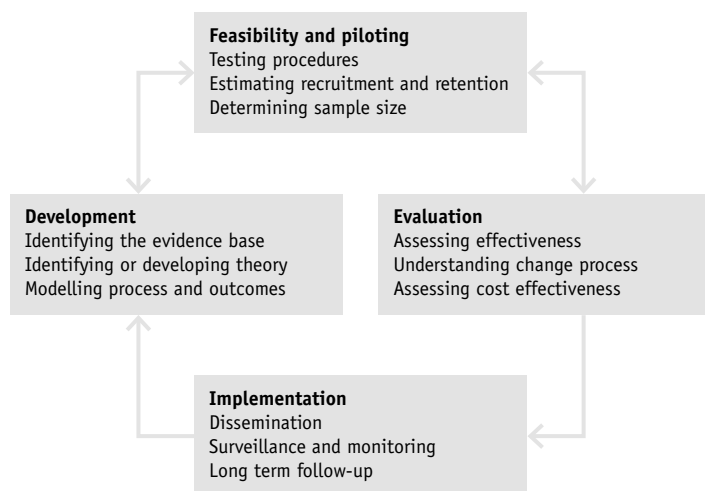 Feasibility and piloting
Testing procedures
Estimating recruitment and retention
Determining sample size
Development
Identifying the evidence base
Identifying or developing theory
Modelling process and outcomes
Evaluation
Assessing effectiveness
Understanding change process
Assessing cost effectiveness
Implementation
Dissemination
Surveillance and monitoring
Long term follow-up